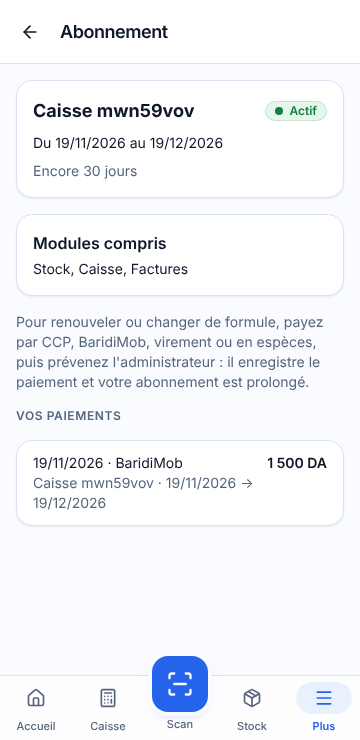 Abonnement
Caisse mwn59vov
Actif
Du 19/11/2026 au 19/12/2026
Encore 30 jours
Modules compris
Stock, Caisse, Factures
Pour renouveler ou changer de formule, payez
par CCP, BaridiMob, virement ou en espèces,
puis prévenez l'administrateur : il enregistre le
paiement et votre abonnement est prolongé.
VOS PAIEMENTS
19/11/2026 · BaridiMob
1 500 DA
Caisse mwn59vov · 19/11/2026 →
19/12/2026
Accueil
Caisse
Scan
Stock
Plus